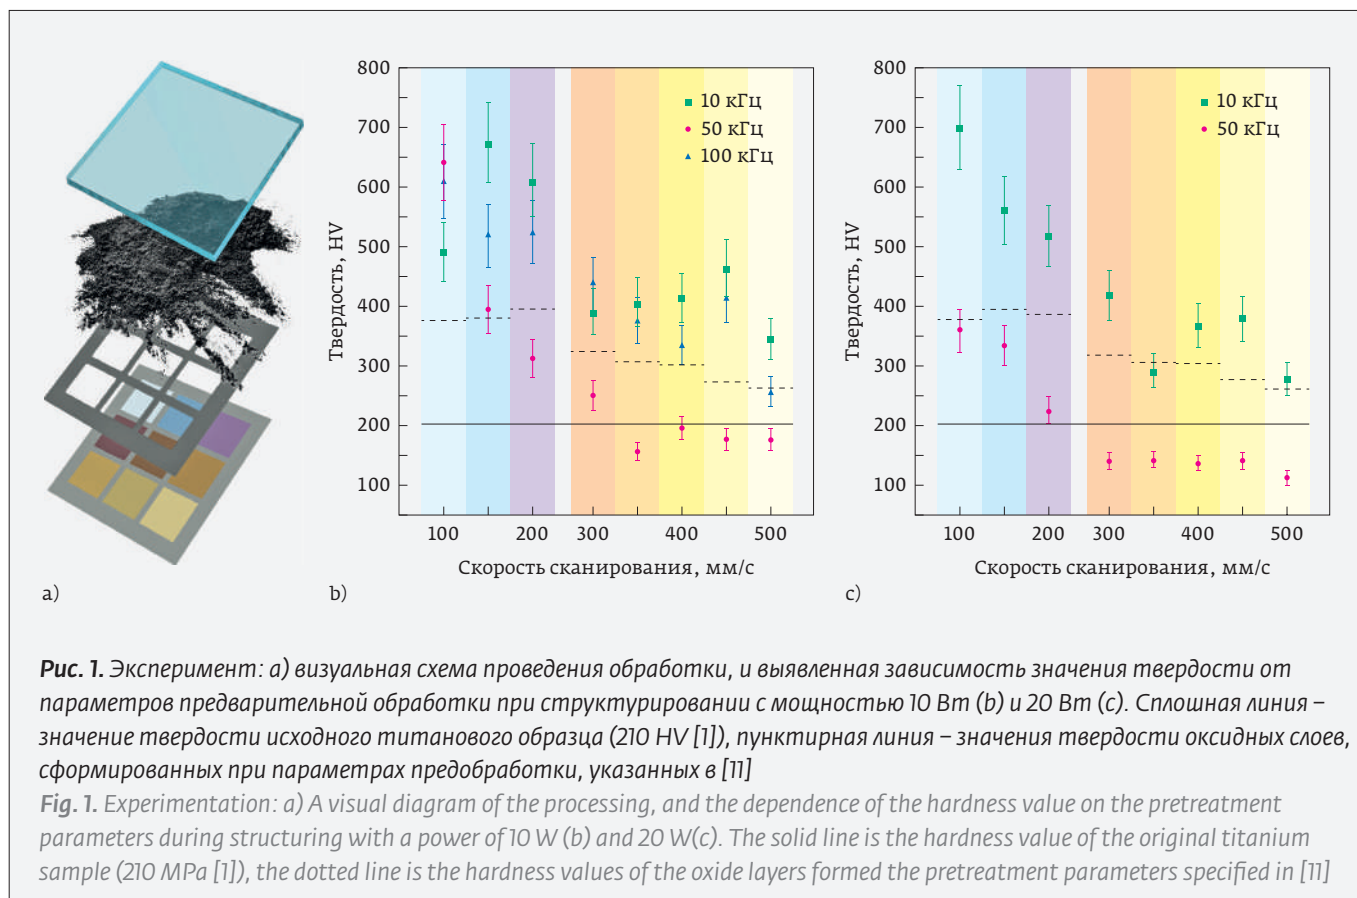 800
700
600
500
400
300
200
100
Твердость, HV
10 кГц
50 кГц
100 кГц
100
200
300
400
500
Скорость сканирования, мм/с
800
700
600
500
400
300
200
100
Твердость, HV
10 кГц
50 кГц
100
200
300
400
500
Скорость сканирования, мм/с
a)
b)
c)
Рис. 1. Эксперимент: a) визуальная схема проведения обработки, и выявленная зависимость значения твердости от
параметров предварительной обработки при структурировании с мощностью 10 Вт (b) и 20 Вт (c). Сплошная линия –
значение твердости исходного титанового образца (210 HV [1]), пунктирная линия – значения твердости оксидных слоев,
сформированных при параметрах предобработки, указанных в [11]
Fig. 1. Experimentation: a) A visual diagram of the processing, and the dependence of the hardness value on the pretreatment
parameters during structuring with a power of 10 W (b) and 20 W(c). The solid line is the hardness value of the original titanium
sample (210 MPa [1]), the dotted line is the hardness values of the oxide layers formed the pretreatment parameters specified in [11]